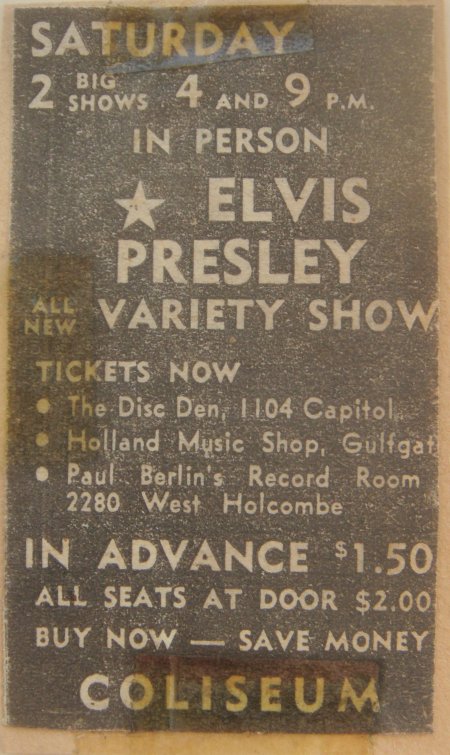 SATURDAY
2 BIG SHOWS 4 AND 9 P.M.
IN PERSON
★ ELVIS
PRESLEY
ALL NEW VARIETY SHOW
TICKETS NOW
• The Disc Den, 1104 Capitol
• Holland Music Shop, Gulfgat
• Paul Berlin's Record Room
2280 West Holcombe
IN ADVANCE $1.50
ALL SEATS AT DOOR $2.00
BUY NOW — SAVE MONEY
COLISEUM